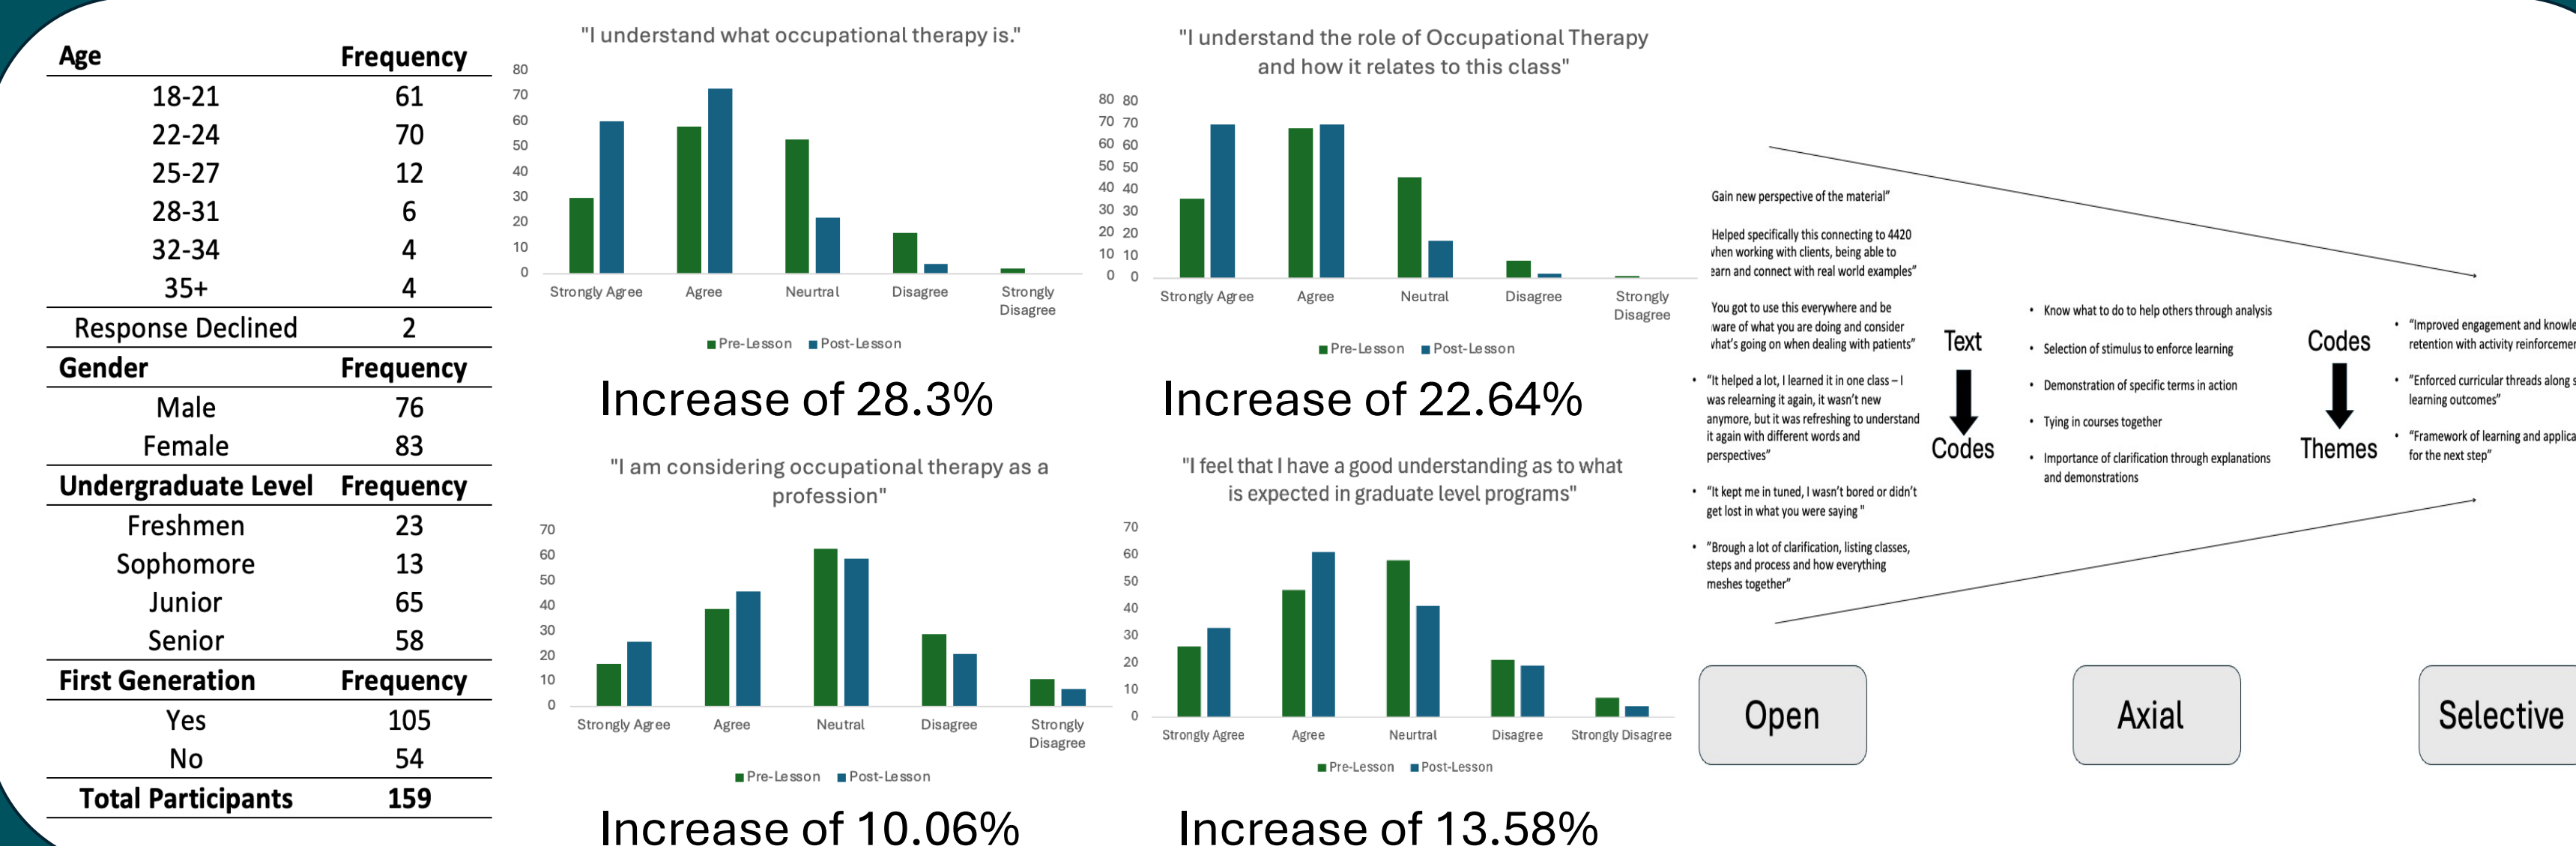 Age Frequency
18-21 61
22-24 70
25-27 12
28-31 6
32-34 4
35+ 4
Response Declined 2
Gender Frequency
Male 76
Female 83
Undergraduate Level Frequency
Freshmen 23
Sophomore 13
Junior 65
Senior 58
First Generation Frequency
Yes 105
No 54
Total Participants 159
"I understand what occupational therapy is."
80
70
60
50
40
30
20
10
0
Strongly Agree Agree Neurtral Disagree Strongly
Disagree
Pre-Lesson Post-Lesson
Increase of 28.3%
"I understand the role of Occupational Therapy
and how it relates to this class"
80 80
70 70
60 60
50 50
40 40
30 30
20 20
10 10
0 0
Strongly Agree Agree Neutral Disagree Strongly
Disagree
Pre-Lesson Post-Lesson
Increase of 22.64%
"I am considering occupational therapy as a
profession"
70
60
50
40
30
20
10
0
Strongly Agree Agree Neutral Disagree Strongly
Disagree
Pre-Lesson Post-Lesson
Increase of 10.06%
"I feel that I have a good understanding as to what
is expected in graduate level programs"
70
60
50
40
30
20
10
0
Strongly Agree Agree Neurtral Disagree Strongly Disagree
Pre-Lesson Post-Lesson
Increase of 13.58%
Gain new perspective of the material”
Helped specifically this connecting to 4420
when working with clients, being able to
earn and connect with real world examples”
You got to use this everywhere and be
ware of what you are doing and consider
what’s going on when dealing with patients”
• “It helped a lot, I learned it in one class – I
was relearning it again, it wasn’t new
anymore, but it was refreshing to understand
it again with different words and
perspectives”
• “It kept me in tuned, I wasn’t bored or didn’t
get lost in what you were saying "
• ”Brough a lot of clarification, listing classes,
steps and process and how everything
meshes together”
Text
Codes
• Know what to do to help others through analysis
• Selection of stimulus to enforce learning
• Demonstration of specific terms in action
• Tying in courses together
• Importance of clarification through explanations
and demonstrations
Codes
Themes
• “Improved engagement and knowle
retention with activity reinforcemen
• ”Enforced curricular threads along s
learning outcomes”
• “Framework of learning and applica
for the next step”
Open
Axial
Selective